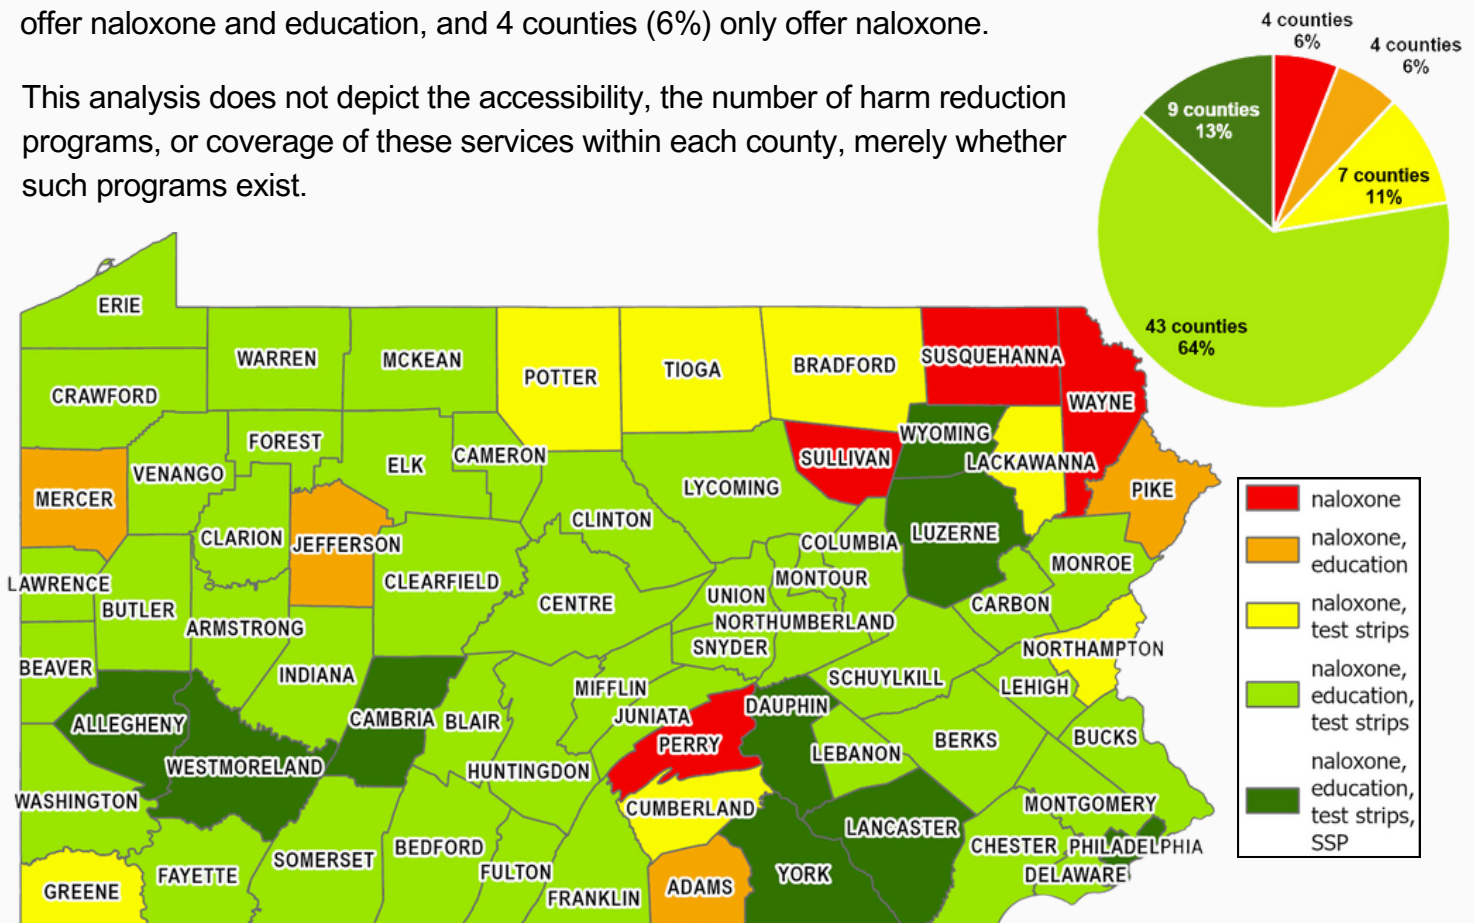 offer naloxone and education, and 4 counties (6%) only offer naloxone.
This analysis does not depict the accessibility, the number of harm reduction
programs, or coverage of these services within each county, merely whether
such programs exist.
4 counties
6%
4 counties
6%
9 counties
13%
7 counties
11%
43 counties
64%
ERIE
WARREN
MCKEAN
POTTER
TIOGA
BRADFORD
SUSQUEHANNA
WAYNE
CRAWFORD
FOREST
ELK
CAMERON
WYOMING
LACKAWANNA
SULLIVAN
MERCER
VENANGO
LYCOMING
PIKE
CLARION
JEFFERSON
CLINTON
COLUMBIA
LUZERNE
MONROE
LAWRENCE
BUTLER
CLEARFIELD
CENTRE
UNION
MONTOUR
CARBON
ARMSTRONG
NORTHUMBERLAND
SNYDER
NORTHAMPTON
BEAVER
INDIANA
MIFFLIN
SCHUYLKILL
LEHIGH
ALLEGHENY
CAMBRIA
BLAIR
JUNIATA
DAUPHIN
PERRY
LEBANON
BERKS
BUCKS
WESTMORELAND
HUNTINGDON
WASHINGTON
CUMBERLAND
MONTGOMERY
LANCASTER
CHESTER
PHILADELPHIA
SOMERSET
BEDFORD
FULTON
FRANKLIN
ADAMS
YORK
DELAWARE
GREENE
FAYETTE
naloxone
naloxone,
education
naloxone,
test strips
naloxone,
education,
test strips
naloxone,
education,
test strips,
SSP